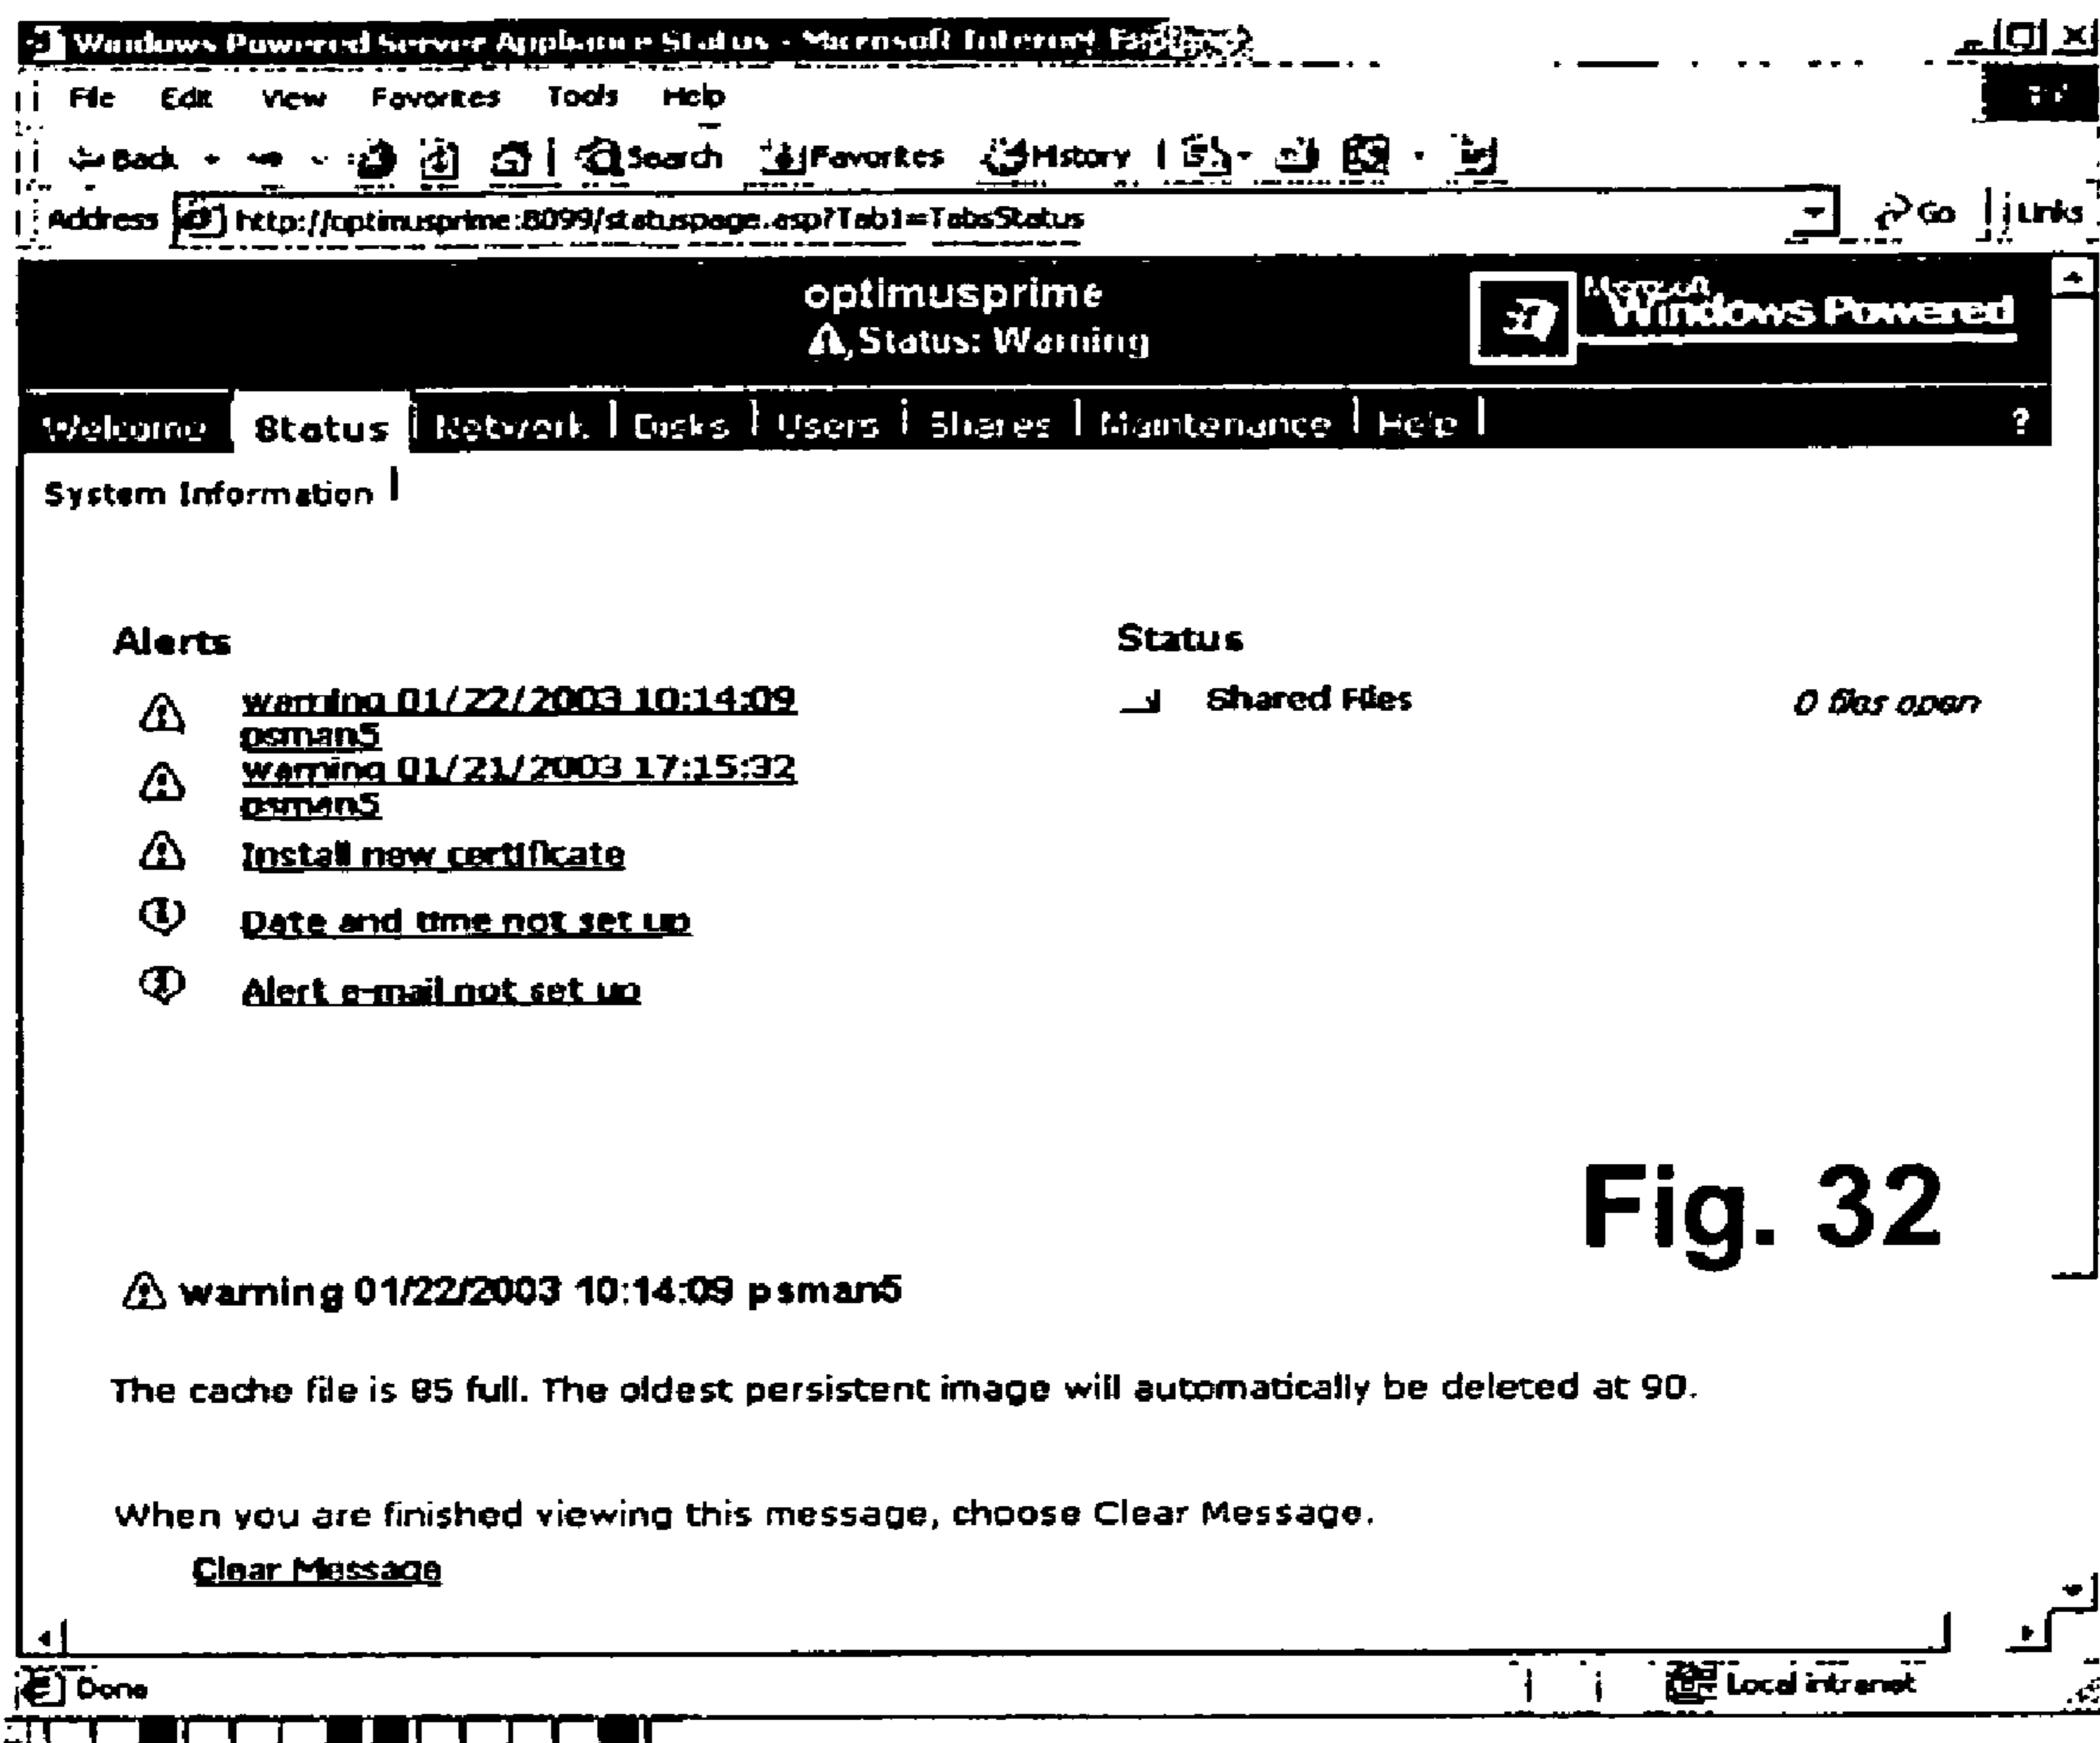 Windows Powered Server Appliance Status - Microsoft Internet
File Edit View Favorites Tools Help
Back Search Favorites History
Address http://optimusprime:8099/statuspage.asp?Tab1=TabsStatus Go Links
optimusprime
Status: Warning
Microsoft
Windows Powered
Welcome Status Network Disks Users Shares Maintenance Help ?
System Information
Alerts Status
warning 01/22/2003 10:14:09 Shared Files 0 files open
psman5
warning 01/21/2003 17:15:32
psman5
Install new certificate
Date and time not set up
Alert e-mail not set up
Fig. 32
warning 01/22/2003 10:14:09 psman5
The cache file is 85 full. The oldest persistent image will automatically be deleted at 90.
When you are finished viewing this message, choose Clear Message.
Clear Message
Done Local intranet